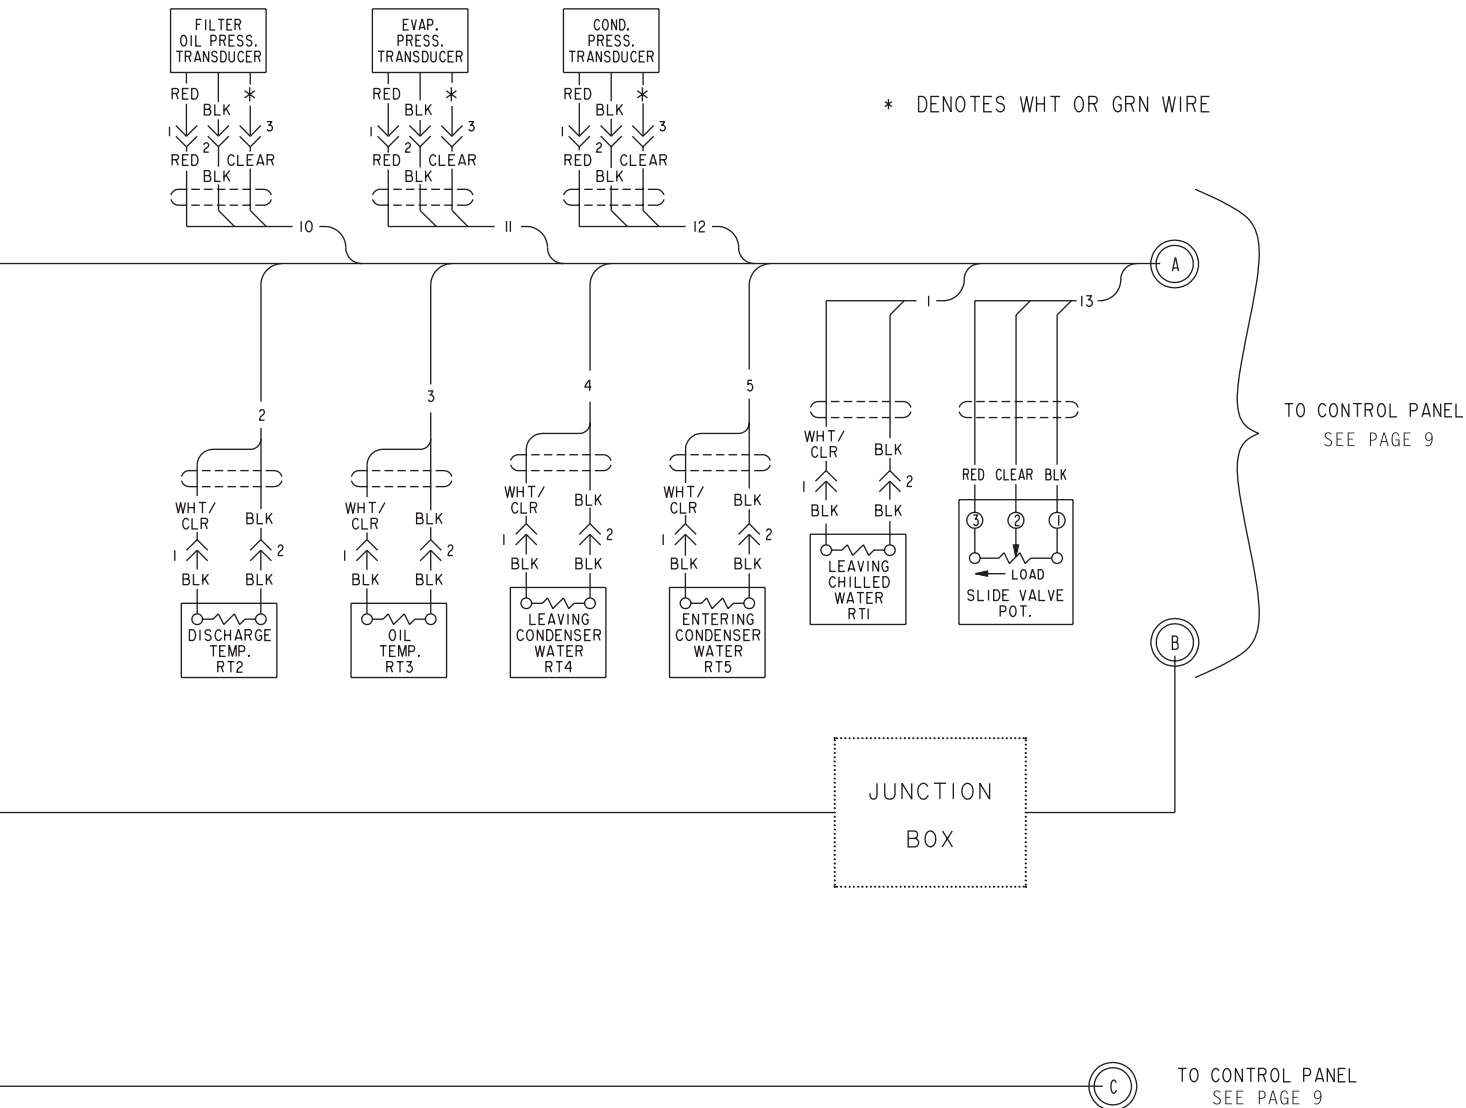 FILTER
OIL PRESS.
TRANSDUCER
EVAP.
PRESS.
TRANSDUCER
COND.
PRESS.
TRANSDUCER
RED
BLK
*
1
2
3
RED
BLK
CLEAR
10
RED
BLK
*
1
2
3
RED
BLK
CLEAR
11
RED
BLK
*
1
2
3
RED
BLK
CLEAR
12
* DENOTES WHT OR GRN WIRE
A
TO CONTROL PANEL
SEE PAGE 9
2
WHT/
CLR
BLK
1
2
BLK
BLK
DISCHARGE
TEMP.
RT2
3
WHT/
CLR
BLK
1
2
BLK
BLK
OIL
TEMP.
RT3
4
WHT/
CLR
BLK
1
2
BLK
BLK
LEAVING
CONDENSER
WATER
RT4
5
WHT/
CLR
BLK
1
2
BLK
BLK
ENTERING
CONDENSER
WATER
RT5
1
WHT/
CLR
BLK
1
2
BLK
BLK
LEAVING
CHILLED
WATER
RT1
13
RED CLEAR BLK
3 2 1
LOAD
SLIDE VALVE
POT.
B
JUNCTION
BOX
C
TO CONTROL PANEL
SEE PAGE 9